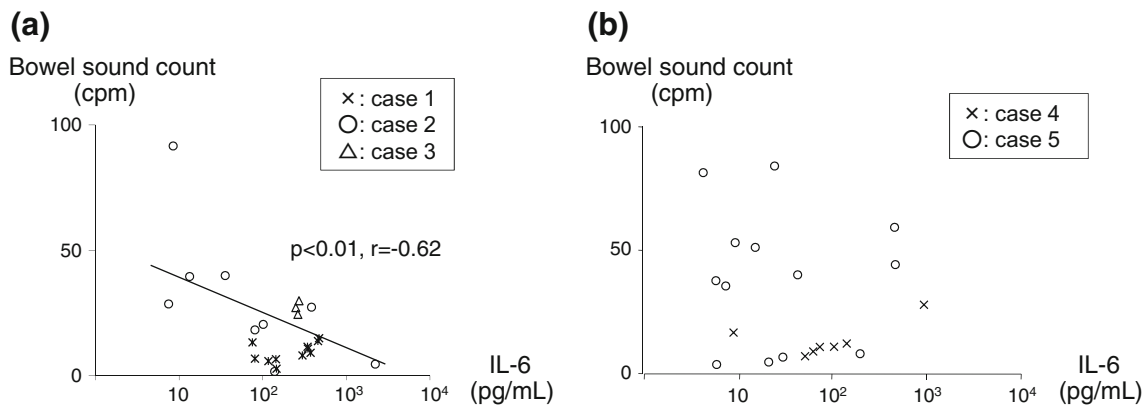 (a)
Bowel sound count
(cpm)
×: case 1
○: case 2
△: case 3
100
50
0
p<0.01, r=-0.62
10
10²
10³
10⁴
IL-6
(pg/mL)
(b)
Bowel sound count
(cpm)
×: case 4
○: case 5
100
50
0
10
10²
10³
10⁴
IL-6
(pg/mL)